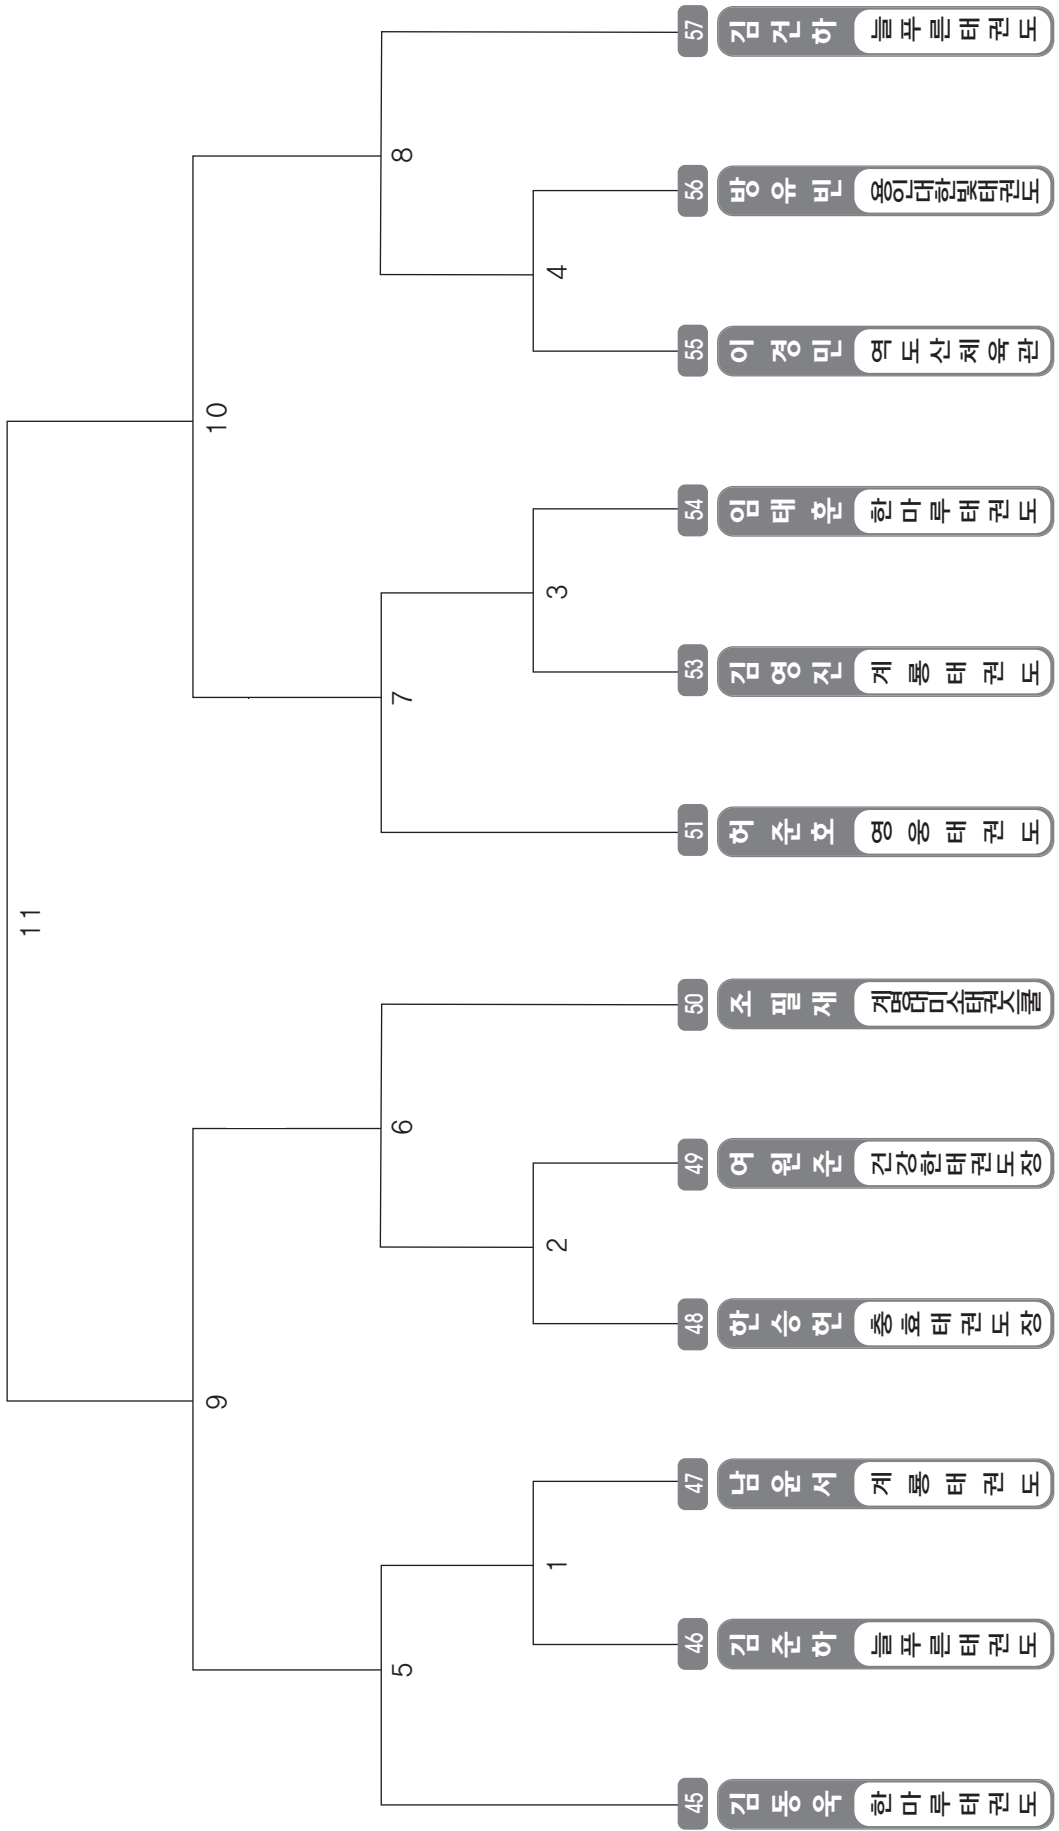 11
9
10
5
6
7
8
1
2
3
4
45 김동욱 한마루태권도
46 김준하 늘푸른태권도
47 남윤서 계룡태권도
48 한승헌 충효태권도장
49 여원준 건강한태권도장
50 조필재 계명대미소태권스쿨
51 허준호 영웅태권도
53 김영진 계룡태권도
54 임태훈 한마루태권도
55 이경민 역도산체육관
56 방유빈 용인대한빛태권도
57 김건하 늘푸른태권도